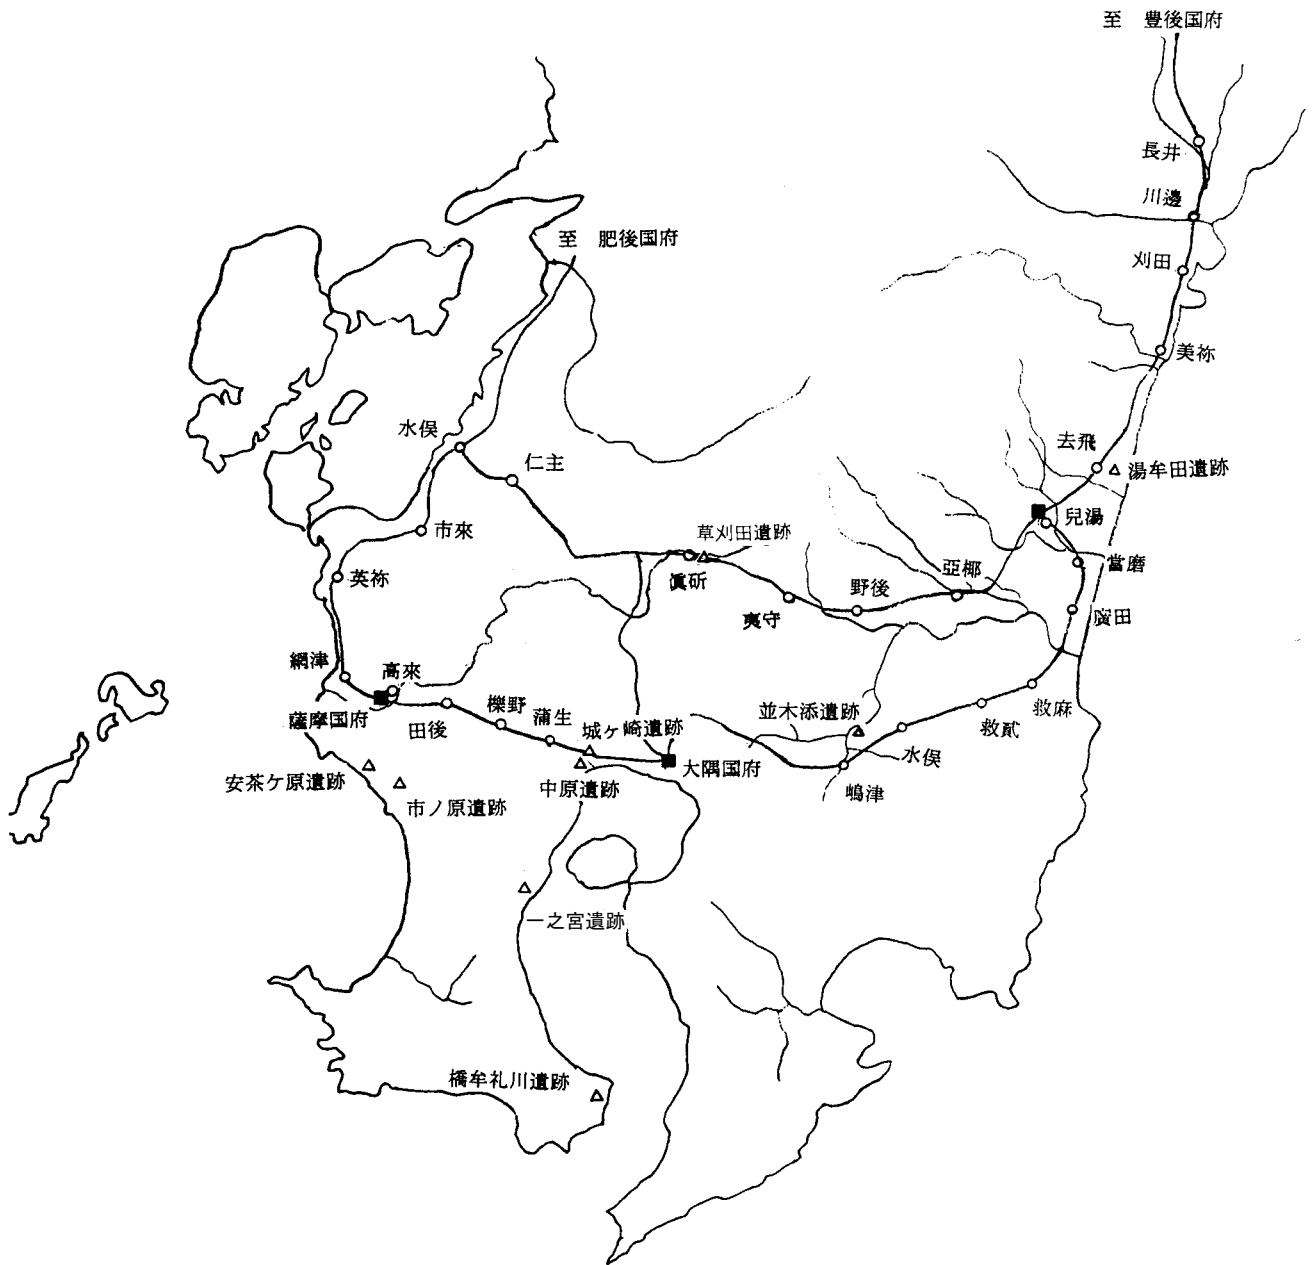 至　豊後国府
長井
川邉
刈田
美祢
去飛
湯牟田遺跡
兒湯
當磨
廣田
救麻
救貳
水俣
嶋津
並木添遺跡
亞椰
野後
夷守
眞斫
草刈田遺跡
至　肥後国府
水俣
仁主
市來
英祢
網津
高來
薩摩国府
田後
櫟野
蒲生
城ヶ崎遺跡
大隅国府
中原遺跡
安茶ケ原遺跡
市ノ原遺跡
一之宮遺跡
橋牟礼川遺跡